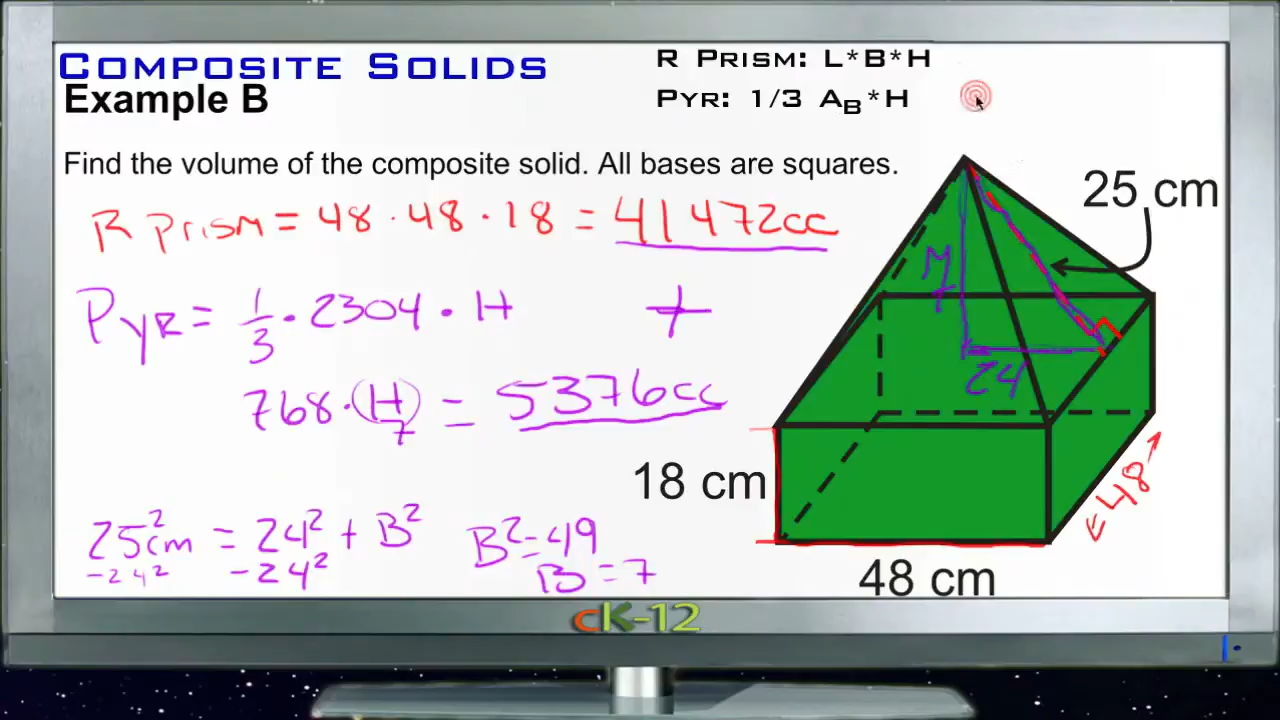 COMPOSITE SOLIDS
Example B
R PRISM: L*B*H
PYR: 1/3 AB*H
Find the volume of the composite solid. All bases are squares.
R Prism = 48 · 48 · 18 = 41472cc
Pyr = 1/3 · 2304 · H
+
768 · (H) = 5376cc
7
25²cm = 24² + B²
-24² -24²
B² = 49
B = 7
25 cm
7
24
18 cm
48
48 cm
cK-12